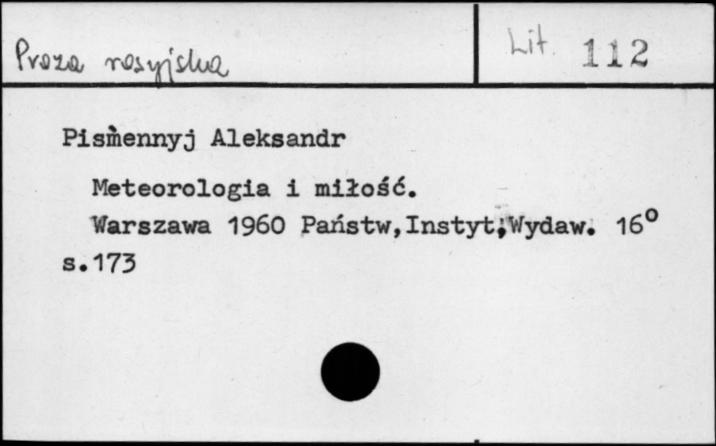 Proza rosyjska
Lit. 112
Pismennyj Aleksandr
Meteorologia i miłość.
Warszawa 1960 Państw,Instyt;Wydaw. 16⁰
s.173